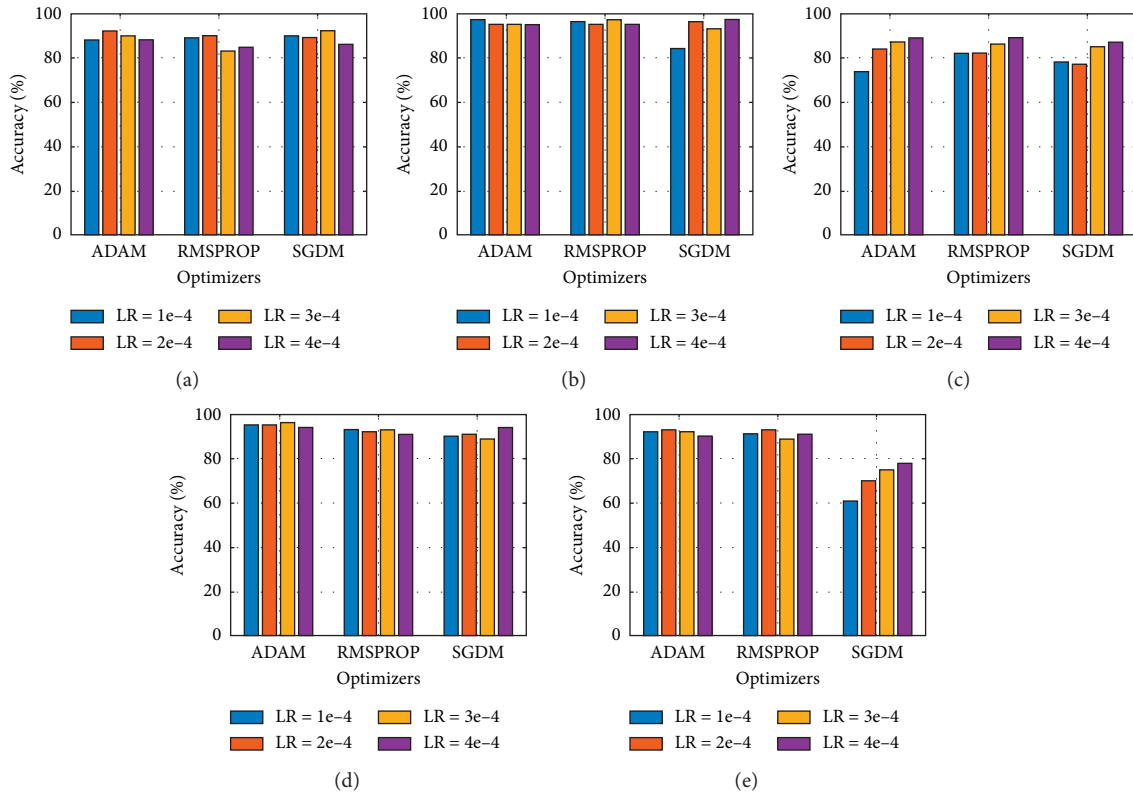 100
80
60
40
20
0
Accuracy (%)
ADAM RMSPROP SGDM
Optimizers
LR = 1e–4 LR = 3e–4
LR = 2e–4 LR = 4e–4
(a)
100
80
60
40
20
0
Accuracy (%)
ADAM RMSPROP SGDM
Optimizers
LR = 1e–4 LR = 3e–4
LR = 2e–4 LR = 4e–4
(b)
100
80
60
40
20
0
Accuracy (%)
ADAM RMSPROP SGDM
Optimizers
LR = 1e–4 LR = 3e–4
LR = 2e–4 LR = 4e–4
(c)
100
80
60
40
20
0
Accuracy (%)
ADAM RMSPROP SGDM
Optimizers
LR = 1e–4 LR = 3e–4
LR = 2e–4 LR = 4e–4
(d)
100
80
60
40
20
0
Accuracy (%)
ADAM RMSPROP SGDM
Optimizers
LR = 1e–4 LR = 3e–4
LR = 2e–4 LR = 4e–4
(e)